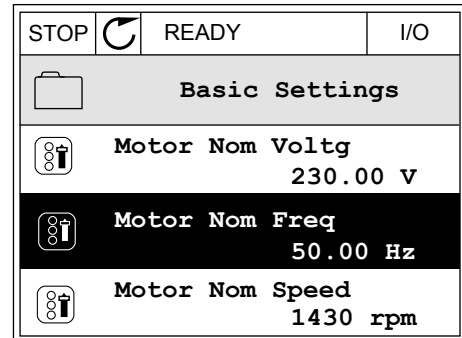 STOP READY I/O
Basic Settings
Motor Nom Voltg
230.00 V
Motor Nom Freq
50.00 Hz
Motor Nom Speed
1430 rpm